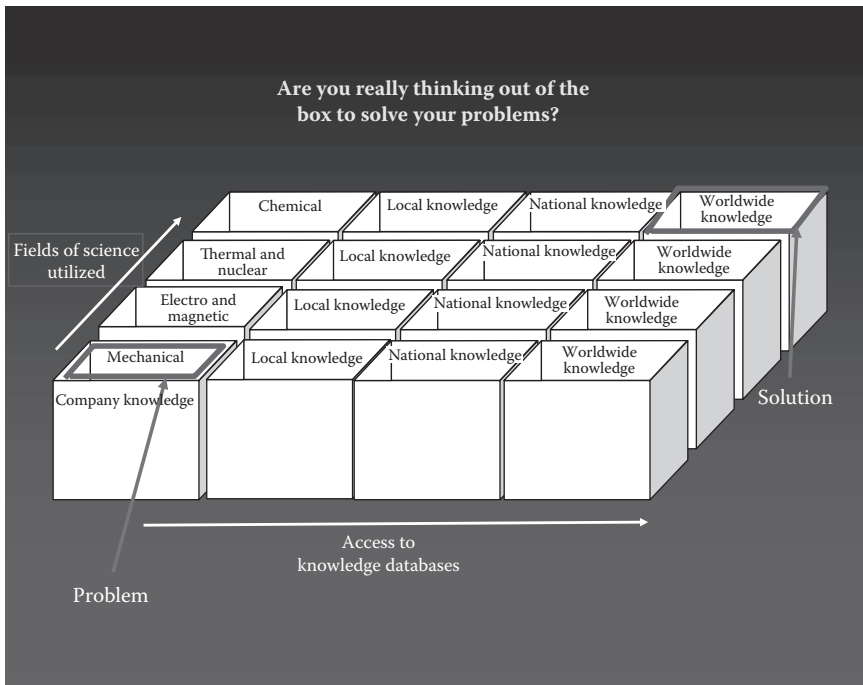 Are you really thinking out of the
box to solve your problems?
Chemical
Local knowledge
National knowledge
Worldwide
knowledge
Fields of science
utilized
Thermal and
nuclear
Local knowledge
National knowledge
Worldwide
knowledge
Electro and
magnetic
Local knowledge
National knowledge
Worldwide
knowledge
Mechanical
Local knowledge
National knowledge
Worldwide
knowledge
Company knowledge
Solution
Access to
knowledge databases
Problem